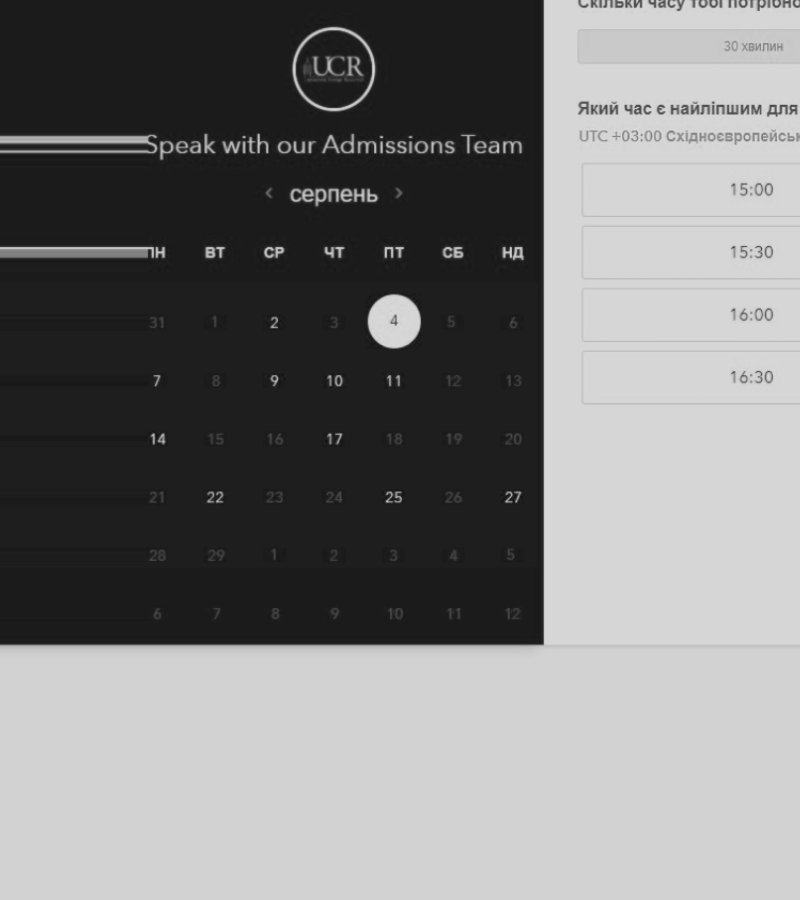 UCR
Speak with our Admissions Team
серпень
ПН ВТ СР ЧТ ПТ СБ НД
31 1 2 3 4 5 6
7 8 9 10 11 12 13
14 15 16 17 18 19 20
21 22 23 24 25 26 27
28 29 1 2 3 4 5
6 7 8 9 10 11 12
Скільки часу тобі потрібно
30 хвилин
Який час є найліпшим для
UTC +03:00 Східноєвропейськ
15:00
15:30
16:00
16:30